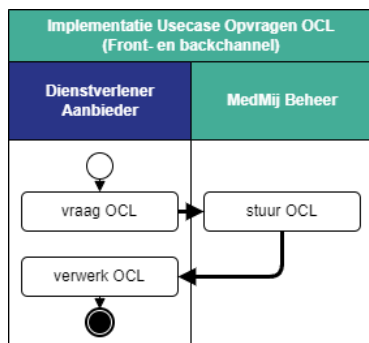 Implementatie Usecase Opvragen OCL
(Front- en backchannel)
Dienstverlener
Aanbieder
MedMij Beheer
vraag OCL
stuur OCL
verwerk OCL